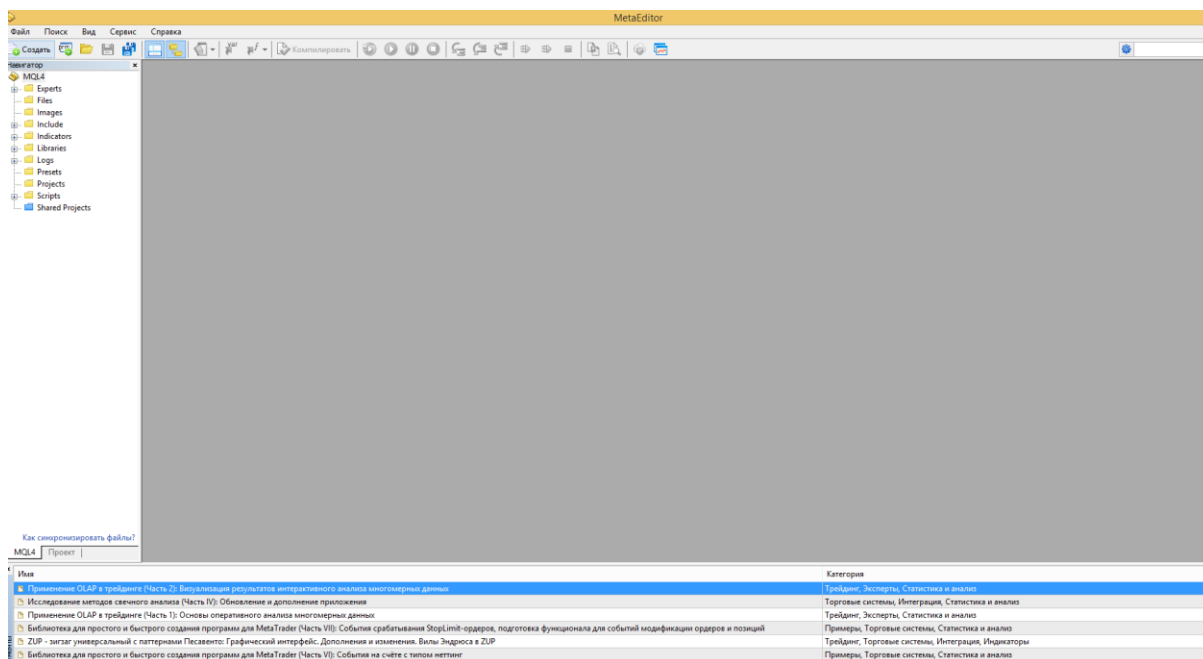 MetaEditor
Файл Поиск Вид Сервис Справка
Создать Компилировать
Навигатор
MQL4
Experts
Files
Images
Include
Indicators
Libraries
Logs
Presets
Projects
Scripts
Shared Projects
Как синхронизировать файлы?
MQL4 Проект
Имя Категория
Применение OLAP в трейдинге (Часть 2): Визуализация результатов интерактивного анализа многомерных данных Трейдинг, Эксперты, Статистика и анализ
Исследование методов свечного анализа (Часть IV): Обновление и дополнение приложения Торговые системы, Интеграция, Статистика и анализ
Применение OLAP в трейдинге (Часть 1): Основы оперативного анализа многомерных данных Трейдинг, Эксперты, Статистика и анализ
Библиотека для простого и быстрого создания программ для MetaTrader (Часть VII): События срабатывания StopLimit-ордеров, подготовка функционала для событий модификации ордеров и позиций Примеры, Торговые системы, Статистика и анализ
ZUP - зигзаг универсальный с паттернами Песавенто: Графический интерфейс. Дополнения и изменения. Вилы Эндрюса в ZUP Торговые системы, Интеграция, Индикаторы
Библиотека для простого и быстрого создания программ для MetaTrader (Часть VI): События на счёте с типом неттинг Примеры, Торговые системы, Статистика и анализ